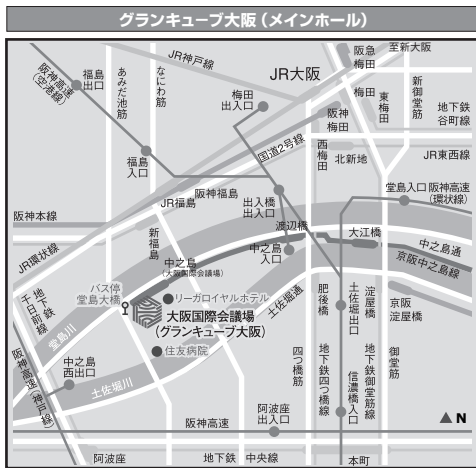 グランキューブ大阪（メインホール）
阪神高速（空港線）
福島出口
あみだ池筋
なにわ筋
JR神戸線
JR大阪
阪急梅田
至新大阪
梅田出入口
梅田
東梅田
新御堂筋
地下鉄谷町線
阪神梅田
国道2号線
西梅田
北新地
JR東西線
福島入口
JR福島
阪神福島
出入橋出入口
堂島入口
阪神高速（環状線）
阪神本線
新福島
渡辺橋
大江橋
JR環状線
中之島（大阪国際会議場）
中之島入口
中之島通
京阪中之島線
バス停堂島大橋
リーガロイヤルホテル
土佐堀通
肥後橋
土佐堀出口
淀屋橋
京阪淀屋橋
地下鉄千日前線
堂島川
大阪国際会議場（グランキューブ大阪）
住友病院
中之島西出口
土佐堀川
四つ橋筋
地下鉄四つ橋線
信濃橋入口
地下鉄御堂筋線
御堂筋
阪神高速（神戸線）
阪神高速
阿波座出入口
N
阿波座
地下鉄 中央線
本町